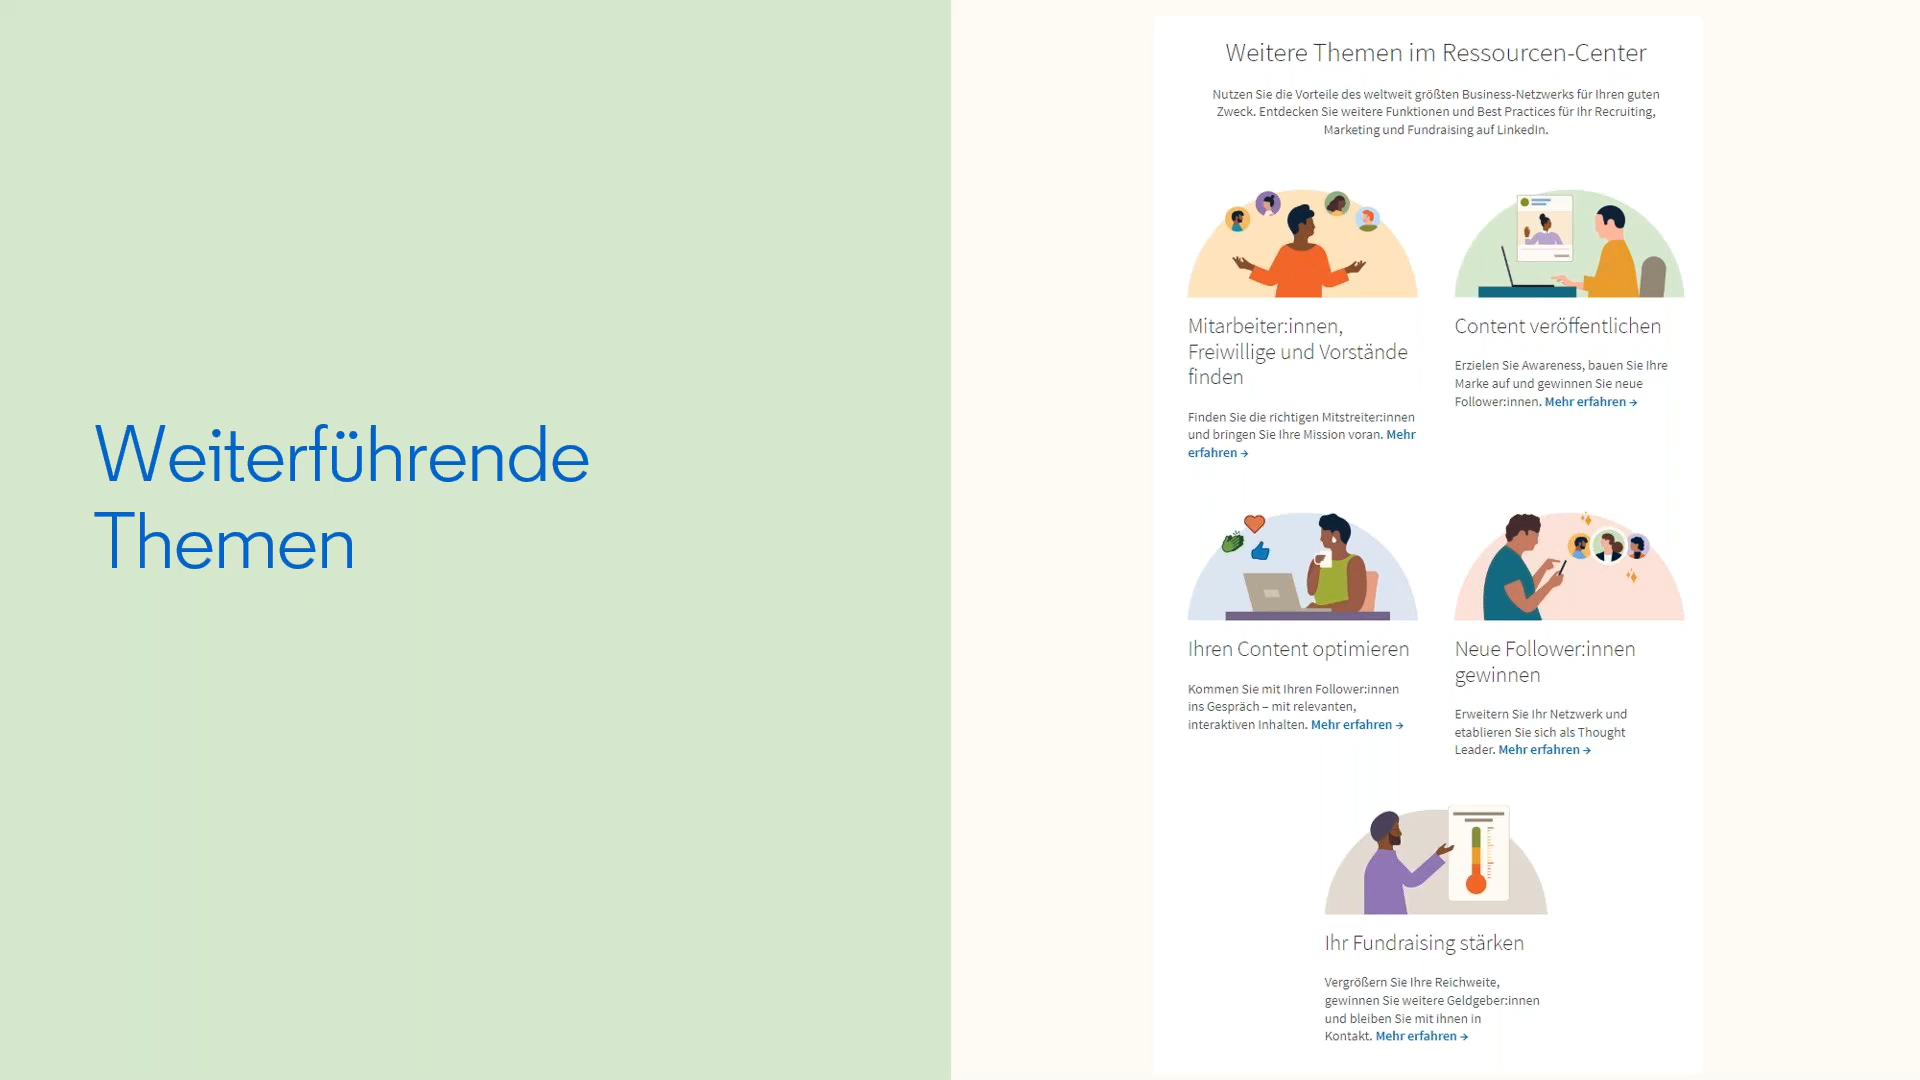 Weiterführende
Themen
Weitere Themen im Ressourcen-Center
Nutzen Sie die Vorteile des weltweit größten Business-Netzwerks für Ihren guten
Zweck. Entdecken Sie weitere Funktionen und Best Practices für Ihr Recruiting,
Marketing und Fundraising auf LinkedIn.
Mitarbeiter:innen,
Freiwillige und Vorstände
finden
Finden Sie die richtigen Mitstreiter:innen
und bringen Sie Ihre Mission voran. Mehr
erfahren →
Content veröffentlichen
Erzielen Sie Awareness, bauen Sie Ihre
Marke auf und gewinnen Sie neue
Follower:innen. Mehr erfahren →
Ihren Content optimieren
Kommen Sie mit Ihren Follower:innen
ins Gespräch – mit relevanten,
interaktiven Inhalten. Mehr erfahren →
Neue Follower:innen
gewinnen
Erweitern Sie Ihr Netzwerk und
etablieren Sie sich als Thought
Leader. Mehr erfahren →
Ihr Fundraising stärken
Vergrößern Sie Ihre Reichweite,
gewinnen Sie weitere Geldgeber:innen
und bleiben Sie mit ihnen in
Kontakt. Mehr erfahren →